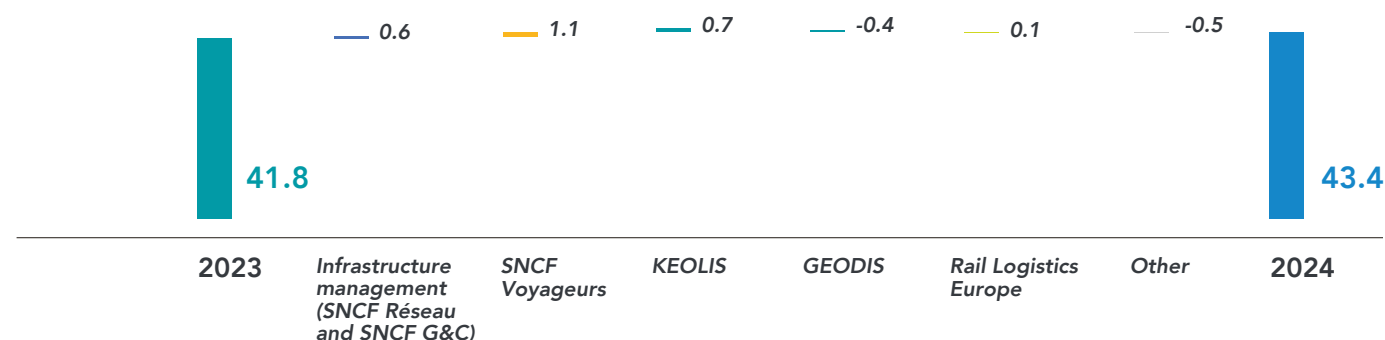 0.6
1.1
0.7
-0.4
0.1
-0.5
41.8
43.4
2023
Infrastructure
management
(SNCF Réseau
and SNCF G&C)
SNCF
Voyageurs
KEOLIS
GEODIS
Rail Logistics
Europe
Other
2024